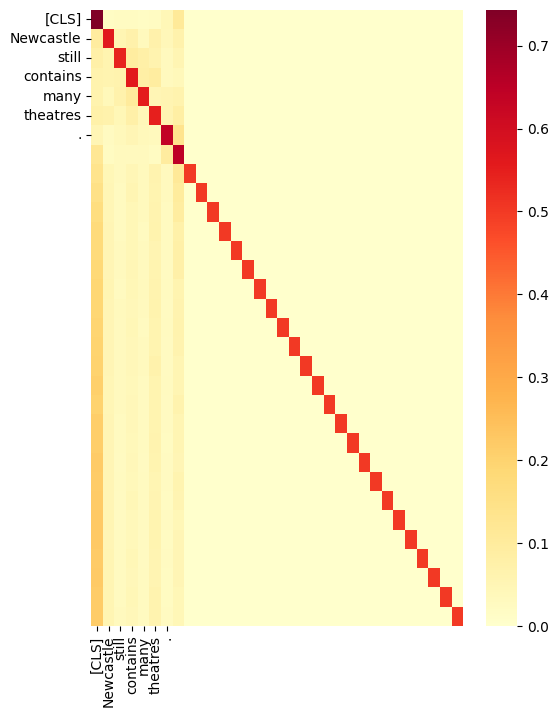 [CLS]
Newcastle
still
contains
many
theatres
.
[CLS]
Newcastle
still
contains
many
theatres
.
0.7
0.6
0.5
0.4
0.3
0.2
0.1
0.0